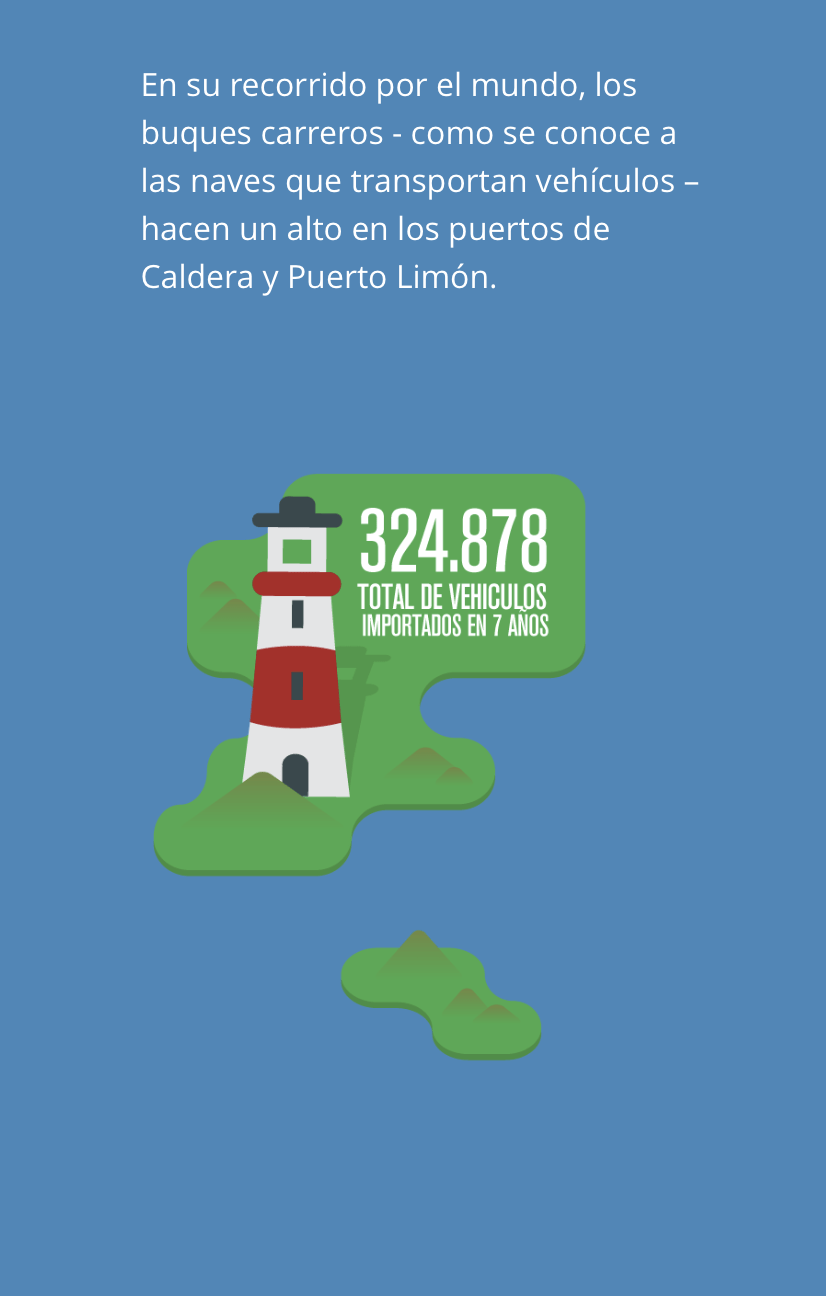 En su recorrido por el mundo, los
buques carreros - como se conoce a
las naves que transportan vehículos –
hacen un alto en los puertos de
Caldera y Puerto Limón.
324.878
TOTAL DE VEHICULOS
IMPORTADOS EN 7 AÑOS